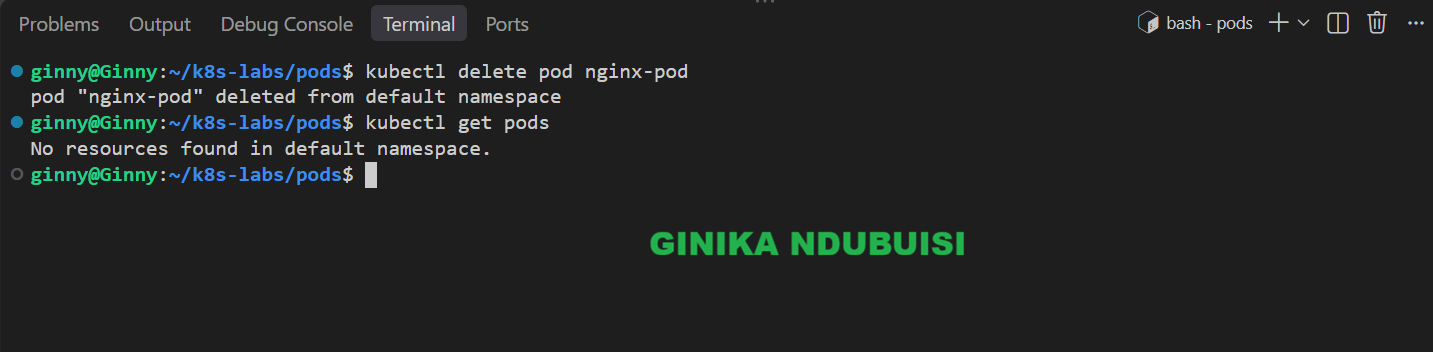 Problems Output Debug Console Terminal Ports bash - pods
ginny@Ginny:~/k8s-labs/pods$ kubectl delete pod nginx-pod
pod "nginx-pod" deleted from default namespace
ginny@Ginny:~/k8s-labs/pods$ kubectl get pods
No resources found in default namespace.
ginny@Ginny:~/k8s-labs/pods$
GINIKA NDUBUISI